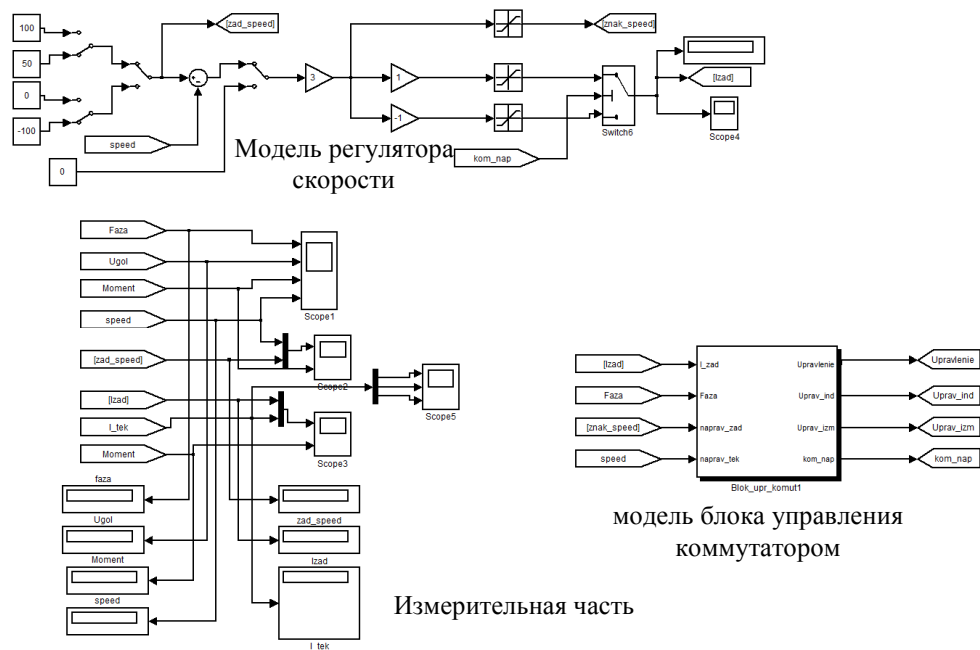 100
[zad_speed]
[znak_speed]
50
0
3
1
[Izad]
-100
-1
speed
Switch6
Scope4
Модель регулятора
скорости
kom_nap
0
Faza
Ugol
Moment
speed
Scope1
[zad_speed]
Scope2
[Izad]
I_tek
Scope5
Moment
Scope3
faza
Ugol
zad_speed
Moment
Izad
speed
I_tek
Измерительная часть
[Izad]
I_zad
Upravlenie
Upravlenie
Faza
Faza
Uprav_ind
Uprav_ind
[znak_speed]
naprav_zad
Uprav_izm
Uprav_izm
speed
naprav_tek
kom_nap
kom_nap
Blok_upr_komut1
модель блока управления
коммутатором